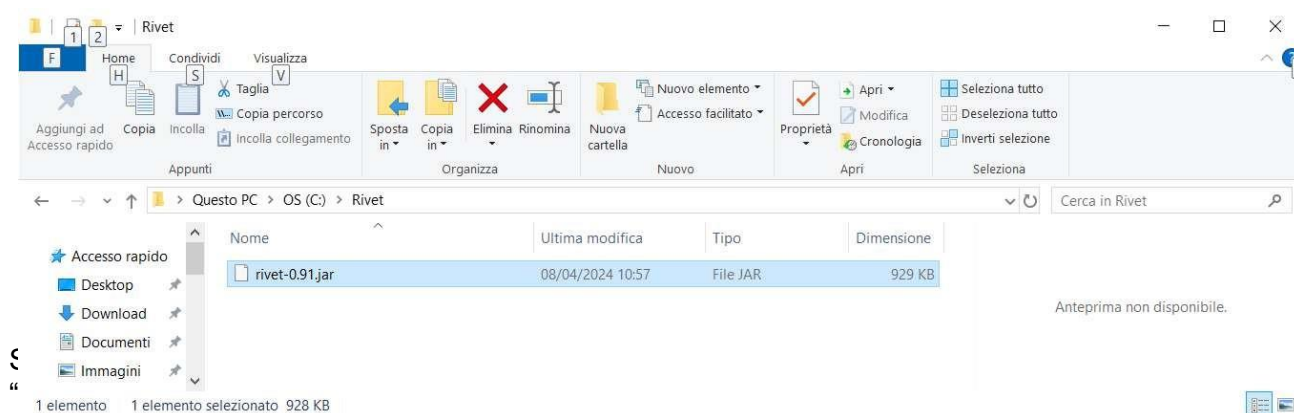 1 2 Rivet
F Home Condividi Visualizza
H S V
Aggiungi ad Accesso rapido
Copia
Incolla
Taglia
Copia percorso
Incolla collegamento
Appunti
Sposta in
Copia in
Elimina
Rinomina
Organizza
Nuova cartella
Nuovo elemento
Accesso facilitato
Nuovo
Proprietà
Apri
Modifica
Cronologia
Apri
Seleziona tutto
Deseleziona tutto
Inverti selezione
Seleziona
> Questo PC > OS (C:) > Rivet
Cerca in Rivet
Nome Ultima modifica Tipo Dimensione
rivet-0.91.jar 08/04/2024 10:57 File JAR 929 KB
Accesso rapido
Desktop
Download
Documenti
Immagini
Anteprima non disponibile.
1 elemento 1 elemento selezionato 928 KB